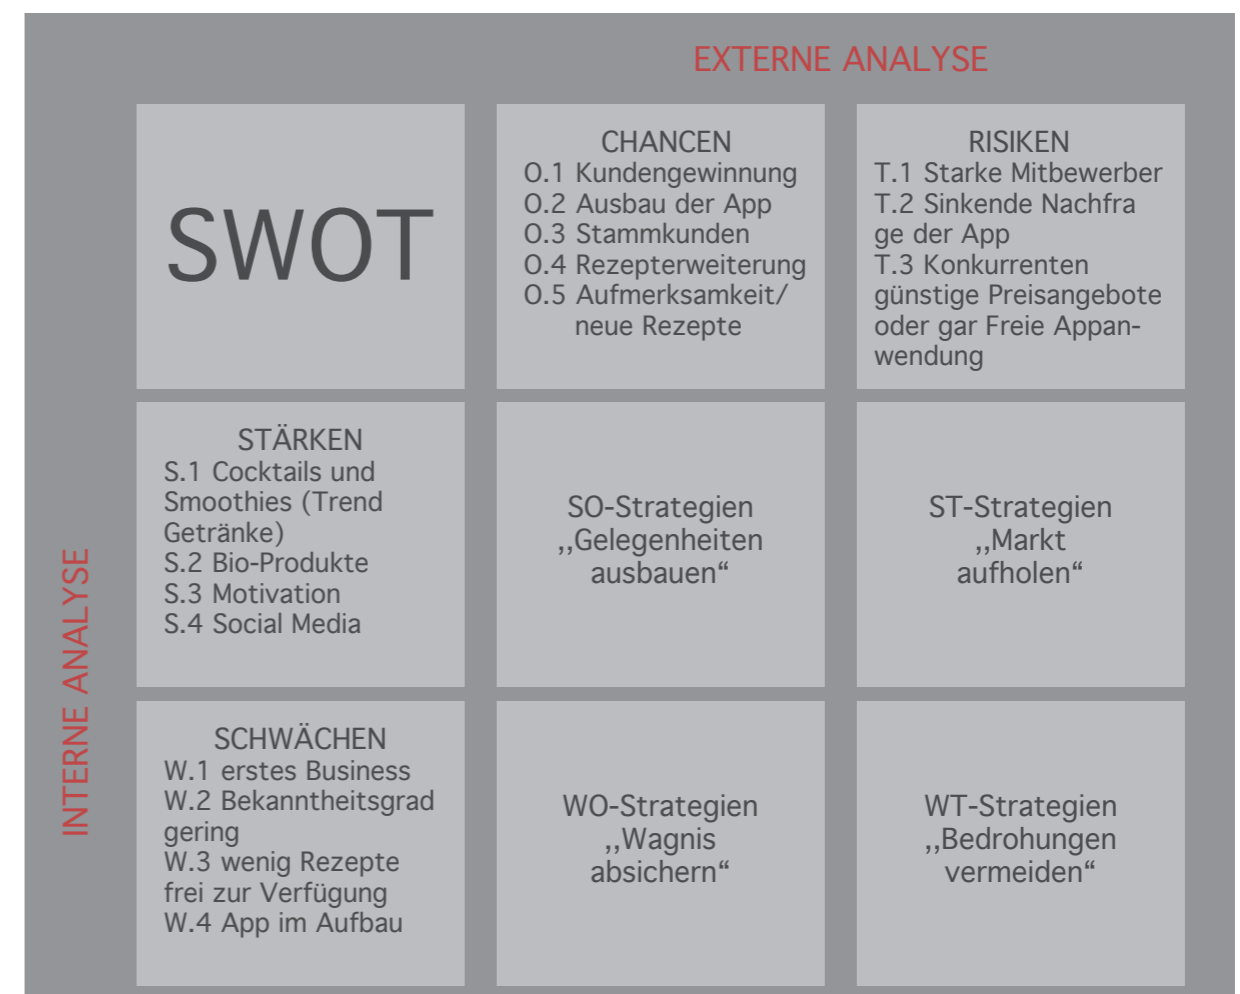 EXTERNE ANALYSE
SWOT
CHANCEN
O.1 Kundengewinnung
O.2 Ausbau der App
O.3 Stammkunden
O.4 Rezepterweiterung
O.5 Aufmerksamkeit/
neue Rezepte
RISIKEN
T.1 Starke Mitbewerber
T.2 Sinkende Nachfra
ge der App
T.3 Konkurrenten
günstige Preisangebote
oder gar Freie Appan-
wendung
INTERNE ANALYSE
STÄRKEN
S.1 Cocktails und
Smoothies (Trend
Getränke)
S.2 Bio-Produkte
S.3 Motivation
S.4 Social Media
SO-Strategien
,,Gelegenheiten
ausbauen“
ST-Strategien
,,Markt
aufholen“
SCHWÄCHEN
W.1 erstes Business
W.2 Bekanntheitsgrad
gering
W.3 wenig Rezepte
frei zur Verfügung
W.4 App im Aufbau
WO-Strategien
,,Wagnis
absichern“
WT-Strategien
,,Bedrohungen
vermeiden“